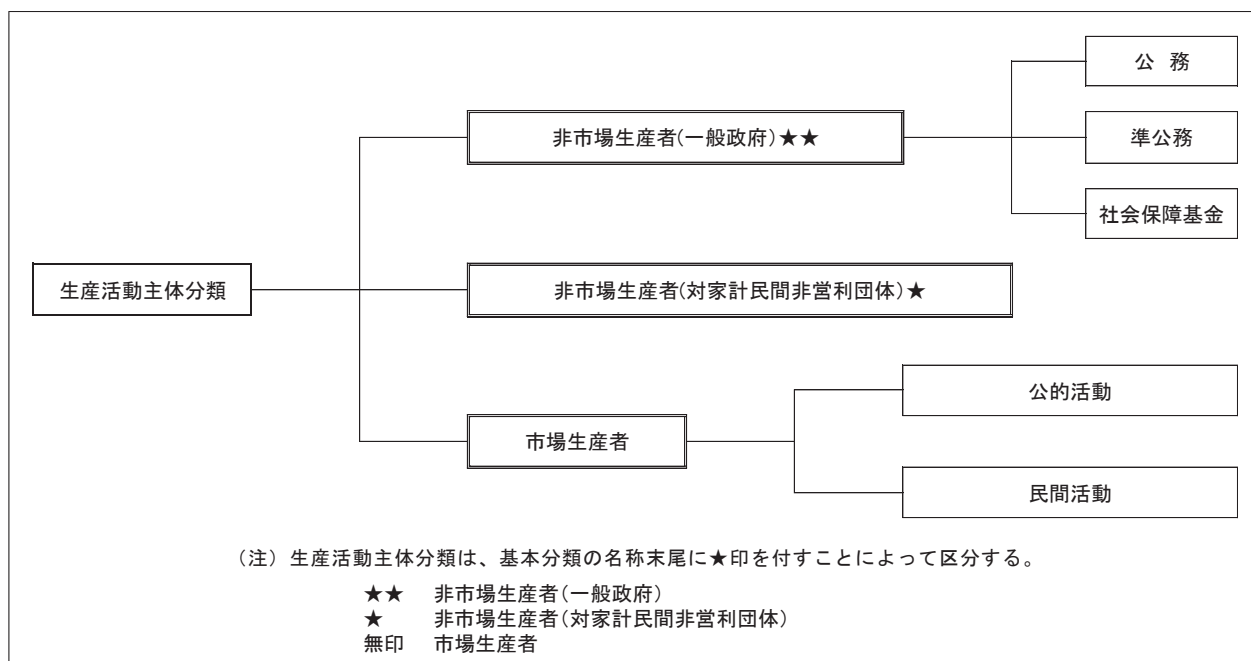 公 務
非市場生産者(一般政府)★★
準公務
社会保障基金
生産活動主体分類
非市場生産者(対家計民間非営利団体)★
公的活動
市場生産者
民間活動
(注) 生産活動主体分類は、基本分類の名称末尾に★印を付すことによって区分する。
★★ 非市場生産者(一般政府)
★ 非市場生産者(対家計民間非営利団体)
無印 市場生産者